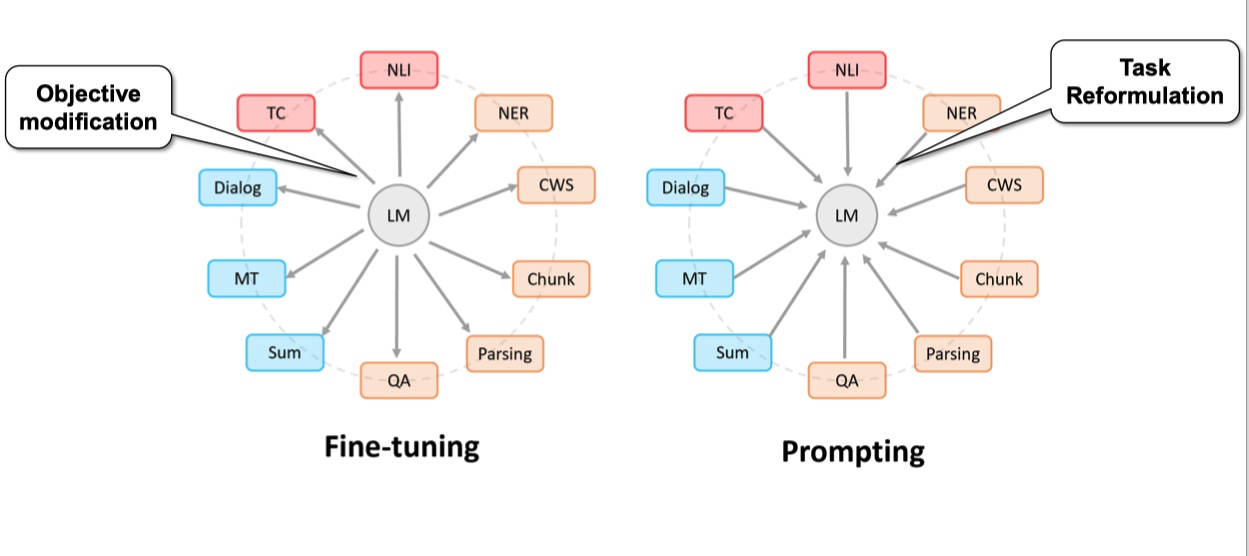 Objective
modification
NLI
TC
NER
Dialog
CWS
LM
MT
Chunk
Sum
Parsing
QA
Fine-tuning
Task
Reformulation
NLI
TC
NER
Dialog
CWS
LM
MT
Chunk
Sum
Parsing
QA
Prompting